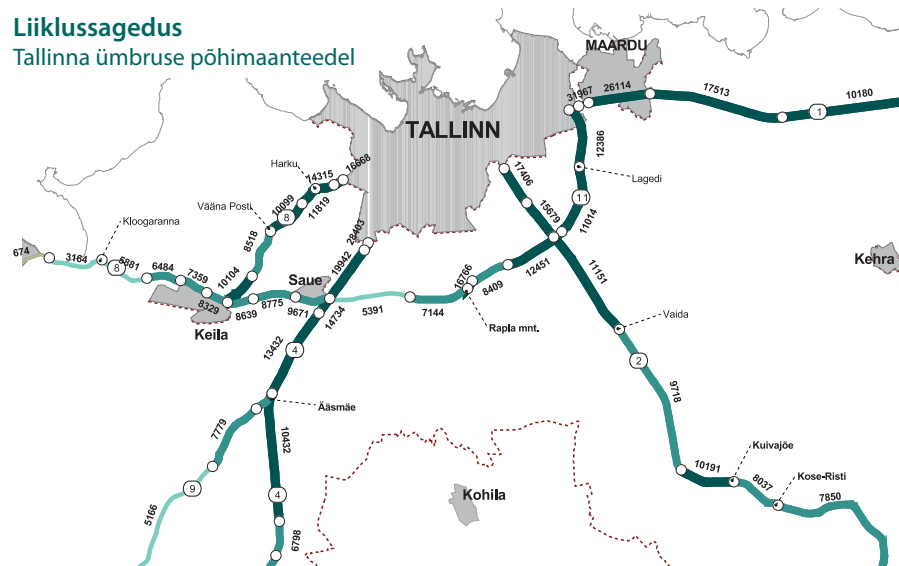 Liiklussagedus
Tallinna ümbruse põhimaanteedel
MAARDU
31967
26114
17513
10180
1
TALLINN
12386
Harku
14315
16668
17406
Lagedi
10099
11819
8
11
Vääna Posti
Kloogaranna
15679
11014
28403
674
3164
5881
8
8518
6484
7359
10104
19942
Saue
16766
12451
11151
Kehra
8329
8639
8775
9671
14734
5391
7144
8409
Keila
Rapla mnt.
Vaida
13432
4
2
9718
Ääsmäe
7779
10432
10191
Kuivajõe
8037
Kose-Risti
7850
9
4
Kohila
5166
6798